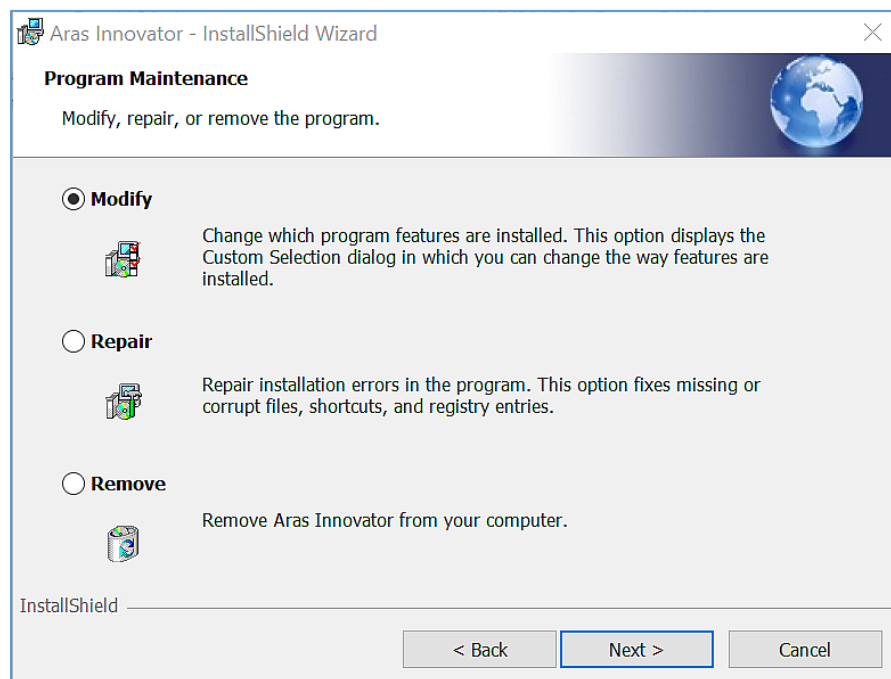 Aras Innovator - InstallShield Wizard
Program Maintenance
Modify, repair, or remove the program.
Modify
Change which program features are installed. This option displays the
Custom Selection dialog in which you can change the way features are
installed.
Repair
Repair installation errors in the program. This option fixes missing or
corrupt files, shortcuts, and registry entries.
Remove
Remove Aras Innovator from your computer.
InstallShield
< Back
Next >
Cancel